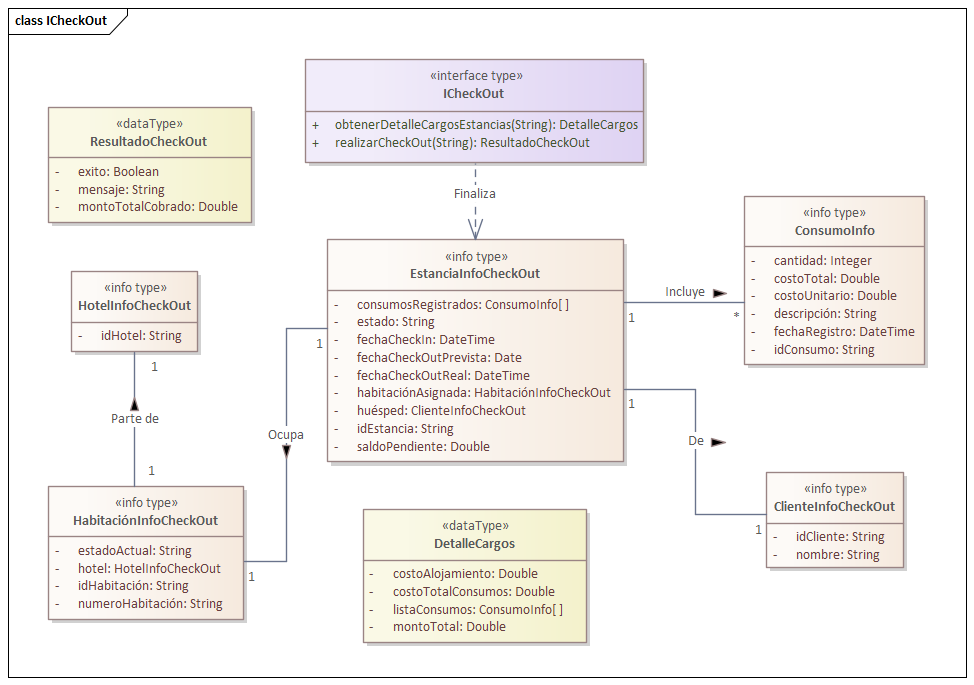 class ICheckOut
«interface type»
ICheckOut
+ obtenerDetalleCargosEstancias(String): DetalleCargos
+ realizarCheckOut(String): ResultadoCheckOut
«dataType»
ResultadoCheckOut
- exito: Boolean
- mensaje: String
- montoTotalCobrado: Double
Finaliza
«info type»
ConsumoInfo
- cantidad: Integer
- costoTotal: Double
- costoUnitario: Double
- descripción: String
- fechaRegistro: DateTime
- idConsumo: String
«info type»
EstanciaInfoCheckOut
- consumosRegistrados: ConsumoInfo[ ]
- estado: String
- fechaCheckIn: DateTime
- fechaCheckOutPrevista: Date
- fechaCheckOutReal: DateTime
- habitaciónAsignada: HabitaciónInfoCheckOut
- huésped: ClienteInfoCheckOut
- idEstancia: String
- saldoPendiente: Double
Incluye
1
*
«info type»
HotelInfoCheckOut
- idHotel: String
1
Parte de
1
1
Ocupa
1
1
De
1
«info type»
HabitaciónInfoCheckOut
- estadoActual: String
- hotel: HotelInfoCheckOut
- idHabitación: String
- numeroHabitación: String
«info type»
ClienteInfoCheckOut
- idCliente: String
- nombre: String
«dataType»
DetalleCargos
- costoAlojamiento: Double
- costoTotalConsumos: Double
- listaConsumos: ConsumoInfo[ ]
- montoTotal: Double